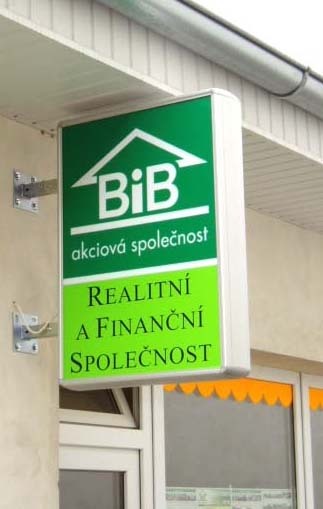 BiB
akciová společnost
REALITNÍ
A FINANČNÍ
SPOLEČNOST